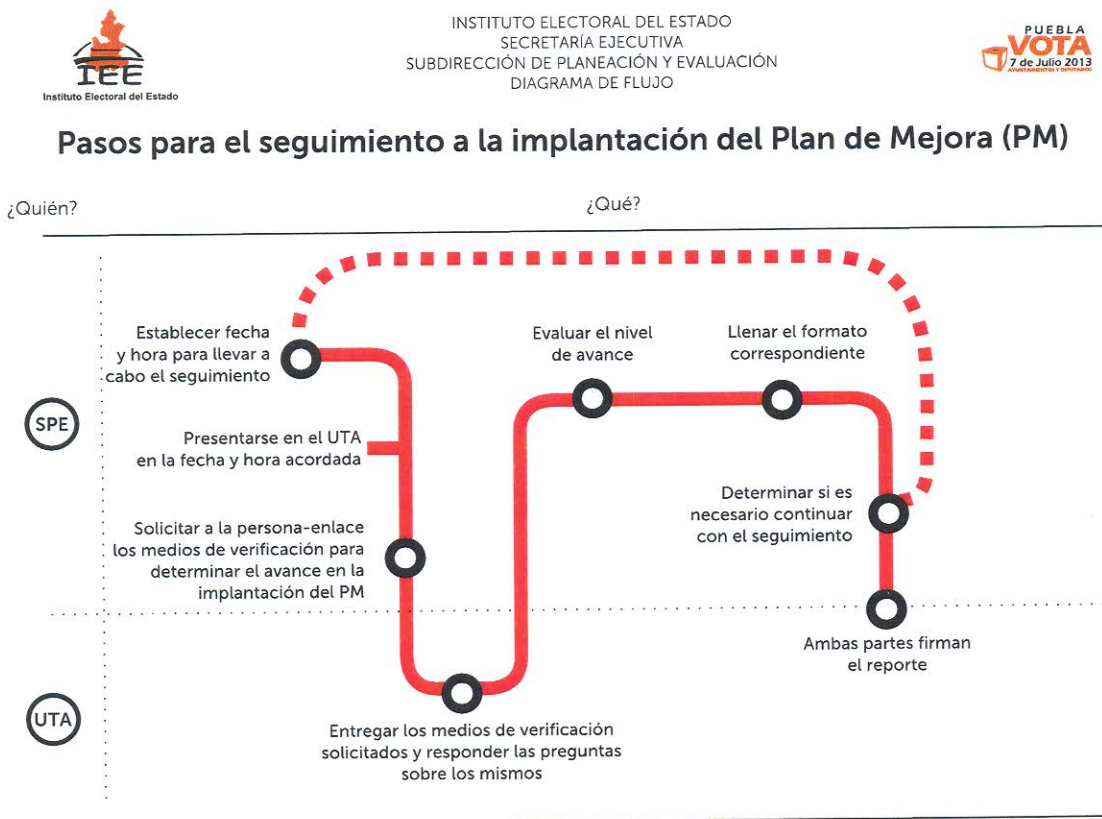 IEE
Instituto Electoral del Estado
INSTITUTO ELECTORAL DEL ESTADO
SECRETARÍA EJECUTIVA
SUBDIRECCIÓN DE PLANEACIÓN Y EVALUACIÓN
DIAGRAMA DE FLUJO
PUEBLA
VOTA
7 de Julio 2013
AYUNTAMIENTOS Y DIPUTADOS
Pasos para el seguimiento a la implantación del Plan de Mejora (PM)
¿Quién?
¿Qué?
SPE
Establecer fecha
y hora para llevar a
cabo el seguimiento
Presentarse en el UTA
en la fecha y hora acordada
Solicitar a la persona-enlace
los medios de verificación para
determinar el avance en la
implantación del PM
Evaluar el nivel
de avance
Llenar el formato
correspondiente
Determinar si es
necesario continuar
con el seguimiento
Ambas partes firman
el reporte
UTA
Entregar los medios de verificación
solicitados y responder las preguntas
sobre los mismos